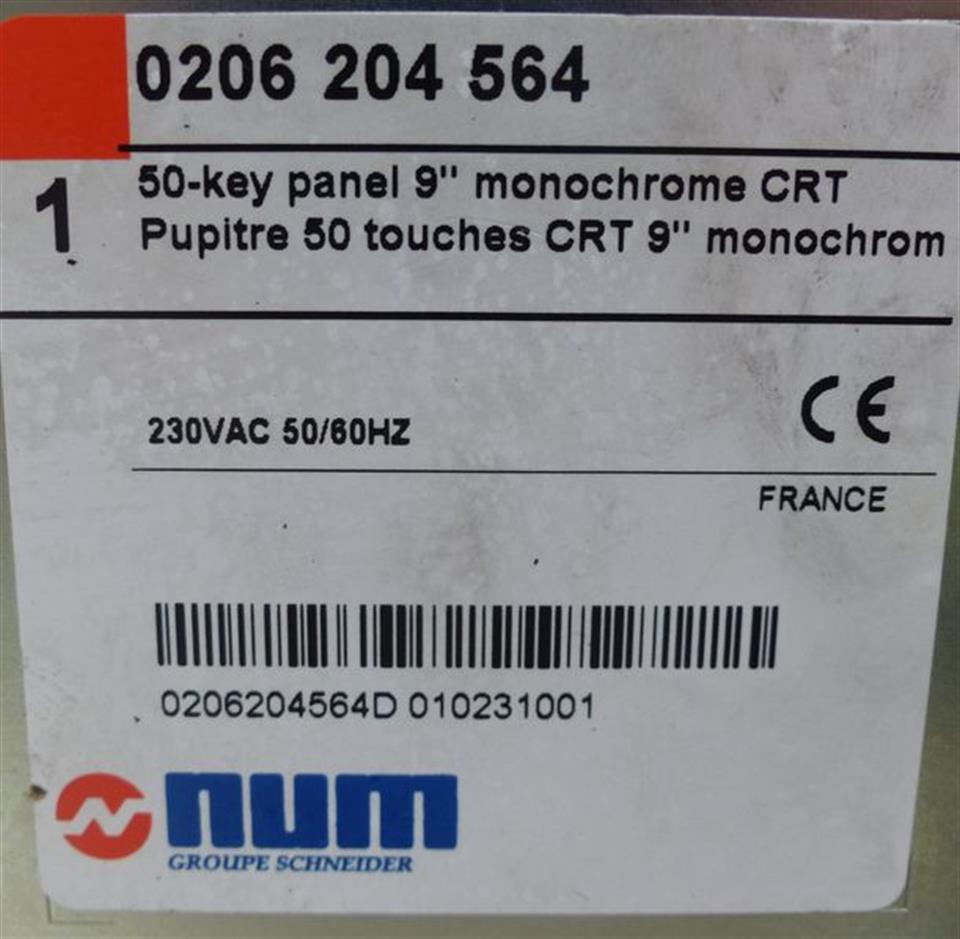 0206 204 564
1
50-key panel 9" monochrome CRT
Pupitre 50 touches CRT 9" monochrom
230VAC 50/60HZ
CE
FRANCE
0206204564D 010231001
num
GROUPE SCHNEIDER